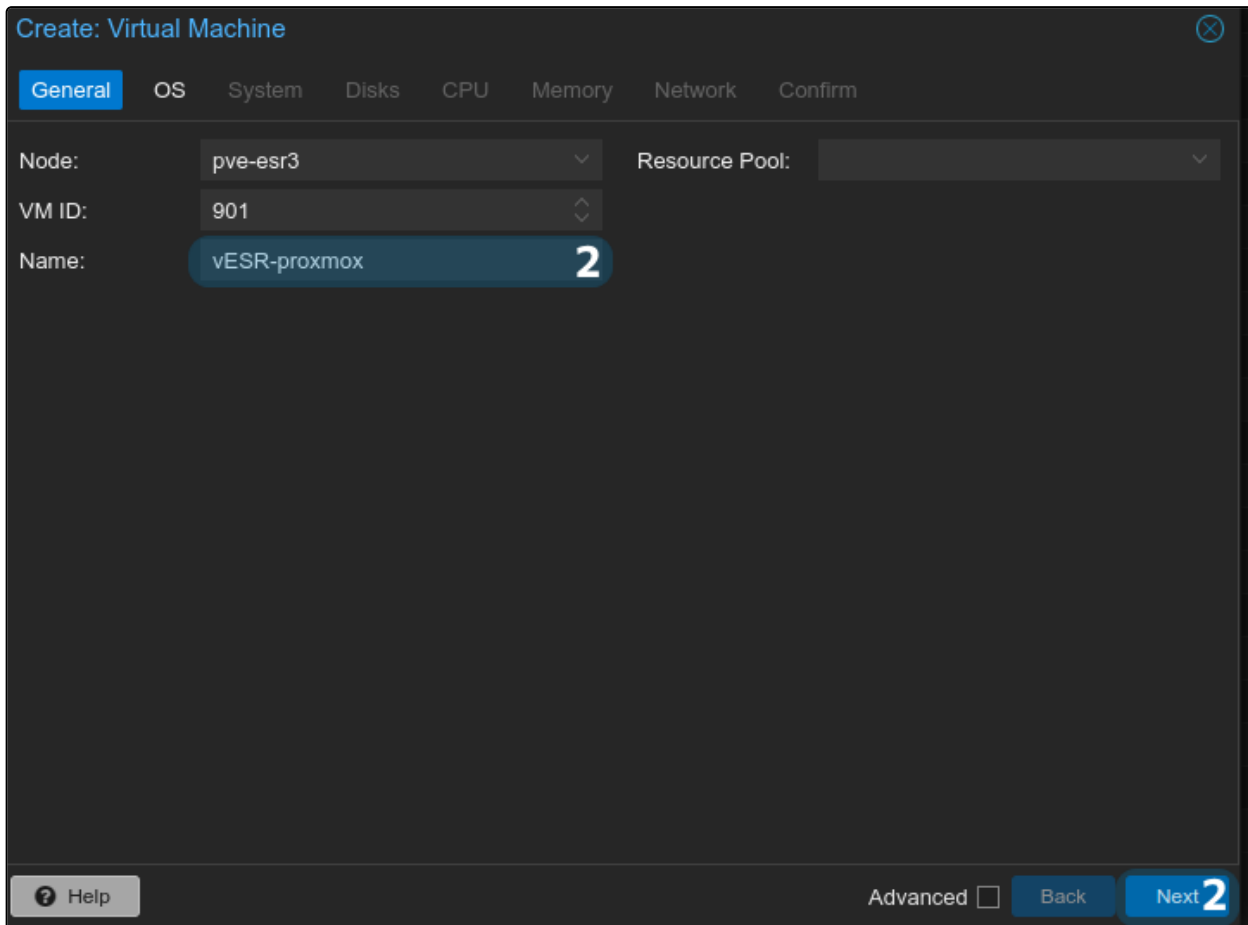 Create: Virtual Machine
General OS System Disks CPU Memory Network Confirm
Node: pve-esr3 Resource Pool:
VM ID: 901
Name: vESR-proxmox 2
Help Advanced Back Next 2